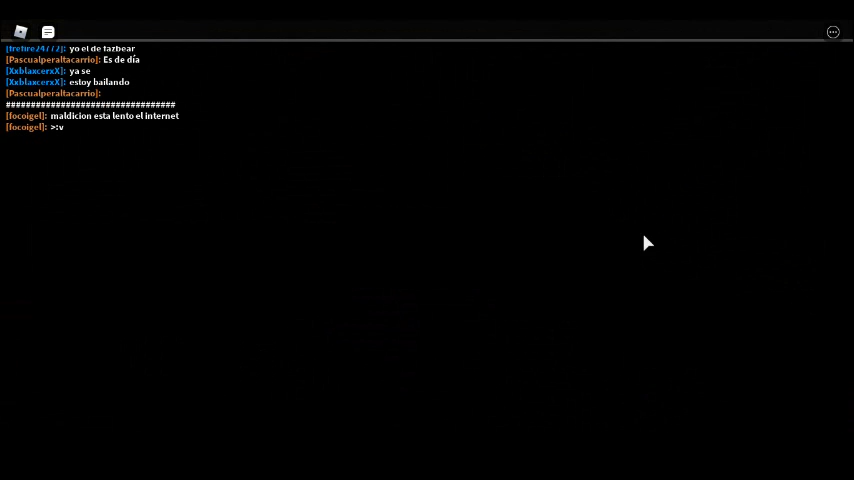 [firefire24772]: yo el de fazbear
[Pascualperaltacarrio]: Es de día
[XxblaxcerxX]: ya se
[XxblaxcerxX]: estoy bailando
[Pascualperaltacarrio]:
##################################
[focoigel]: maldicion esta lento el internet
[focoigel]: >:v